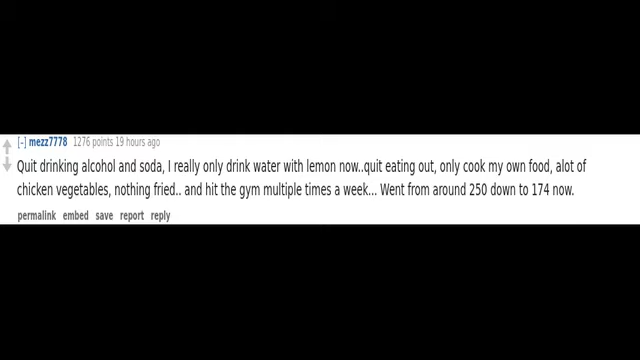 [-] mezz7778 1276 points 19 hours ago
Quit drinking alcohol and soda, I really only drink water with lemon now..quit eating out, only cook my own food, alot of
chicken vegetables, nothing fried.. and hit the gym multiple times a week... Went from around 250 down to 174 now.
permalink embed save report reply